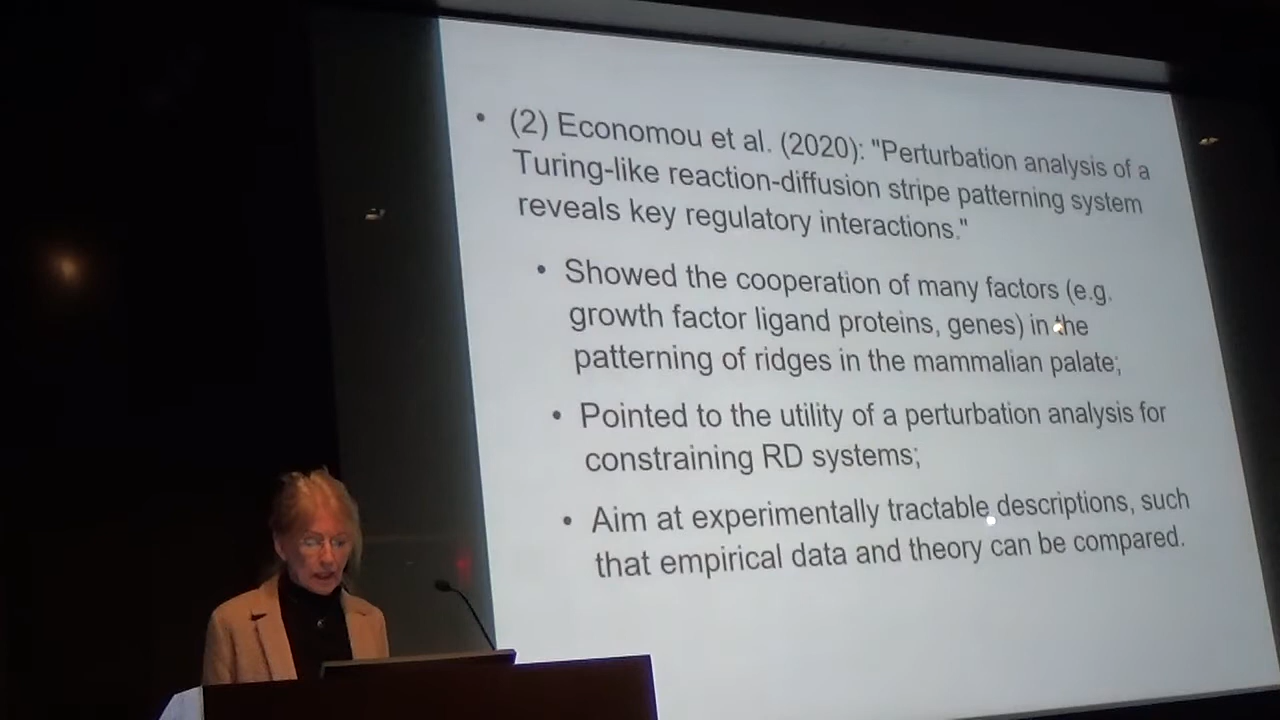 • (2) Economou et al. (2020): "Perturbation analysis of a
Turing-like reaction-diffusion stripe patterning system
reveals key regulatory interactions."
• Showed the cooperation of many factors (e.g.
growth factor ligand proteins, genes) in the
patterning of ridges in the mammalian palate;
• Pointed to the utility of a perturbation analysis for
constraining RD systems;
• Aim at experimentally tractable descriptions, such
that empirical data and theory can be compared.